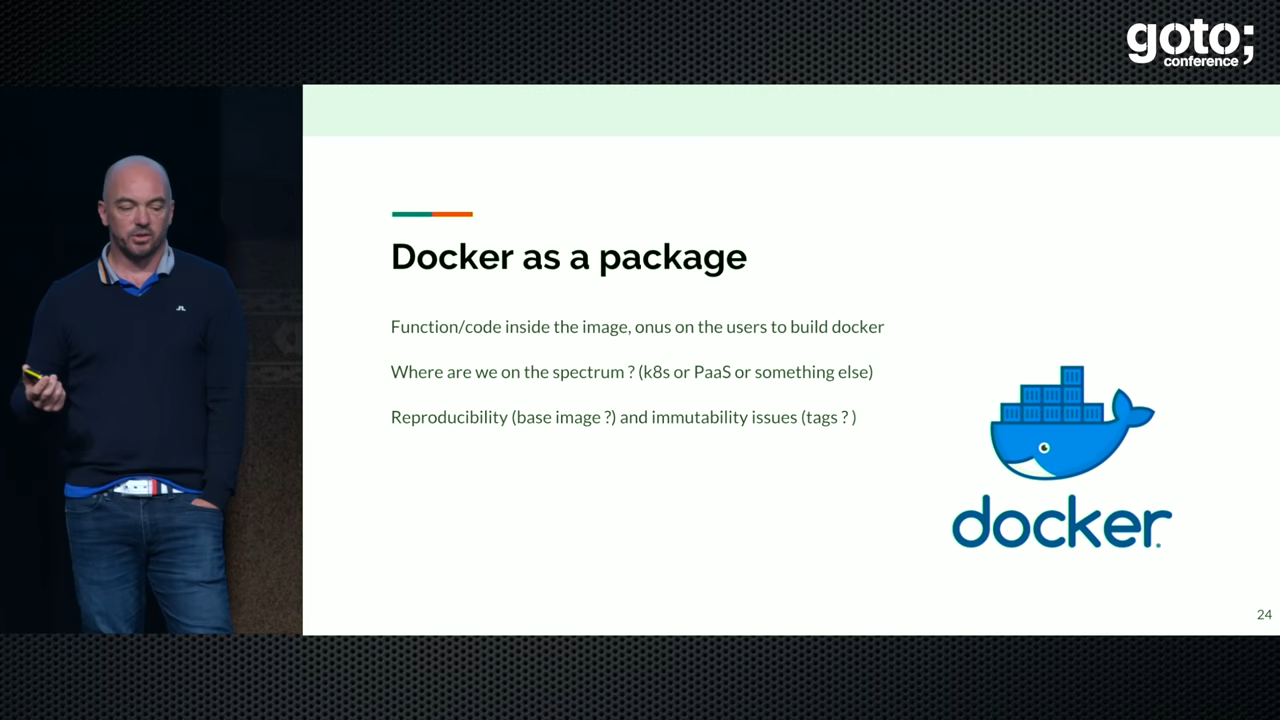 goto;
conference
Docker as a package
Function/code inside the image, onus on the users to build docker
Where are we on the spectrum ? (k8s or PaaS or something else)
Reproducibility (base image ?) and immutability issues (tags ? )
docker
24